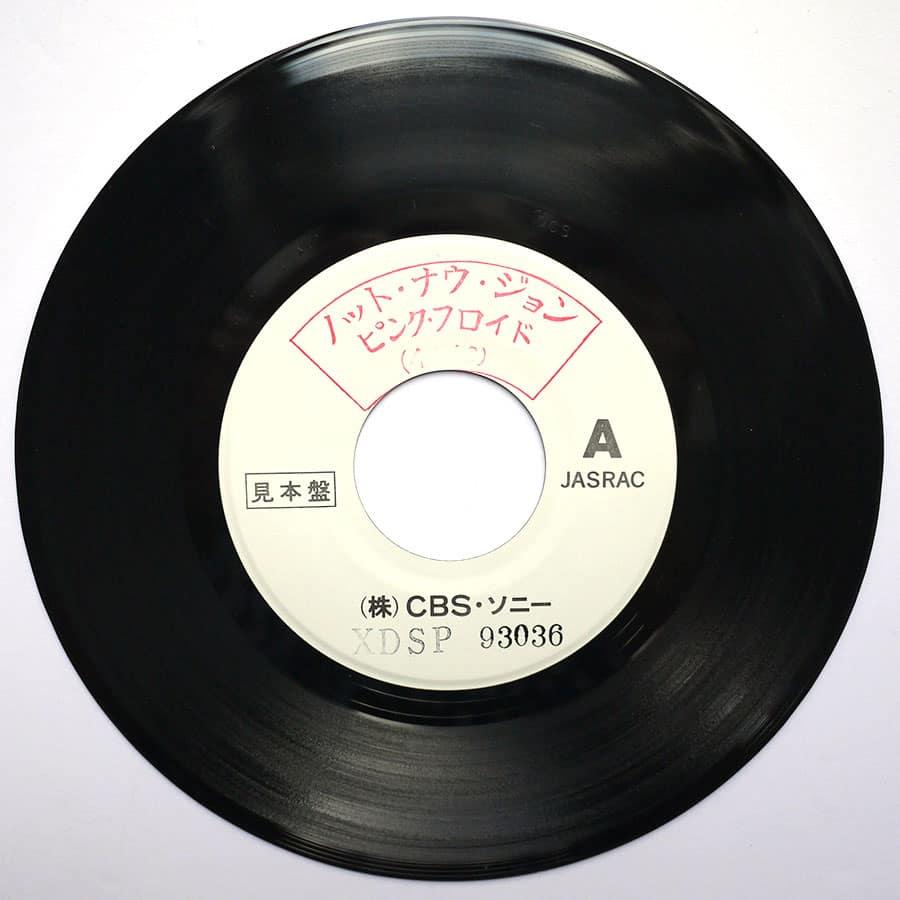 ノット・ナウ・ジョン
ピンク・フロイド
A
JASRAC
見本盤
(株)CBS・ソニー
XDSP 93036